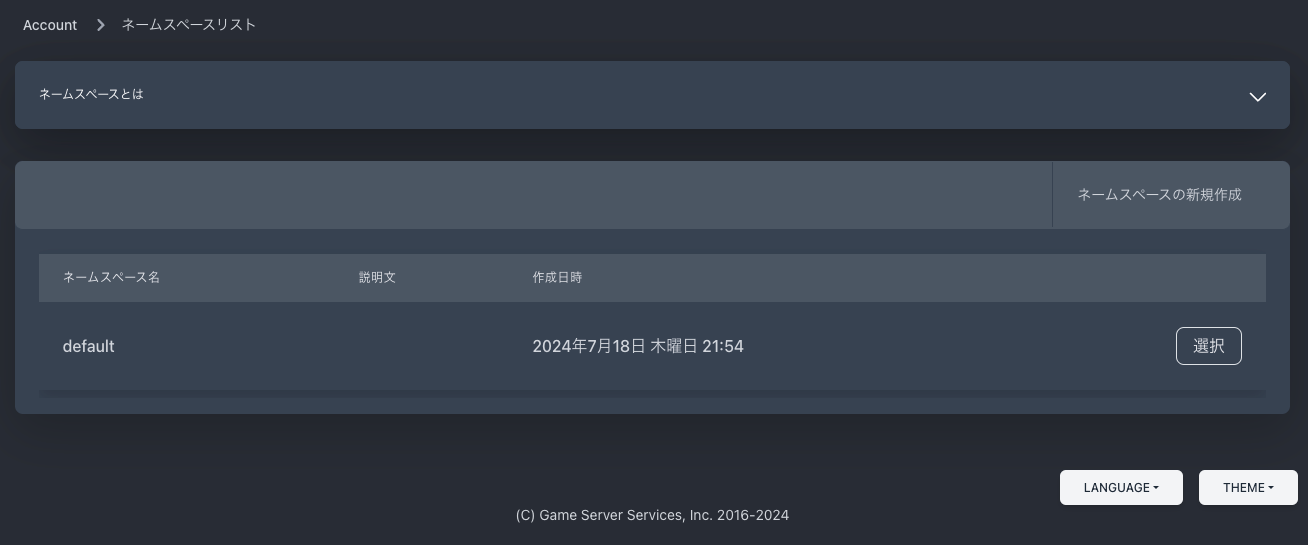 Account ネームスペースリスト
ネームスペースとは
ネームスペースの新規作成
ネームスペース名 説明文 作成日時
default 2024年7月18日 木曜日 21:54 選択
LANGUAGE THEME
(C) Game Server Services, Inc. 2016-2024